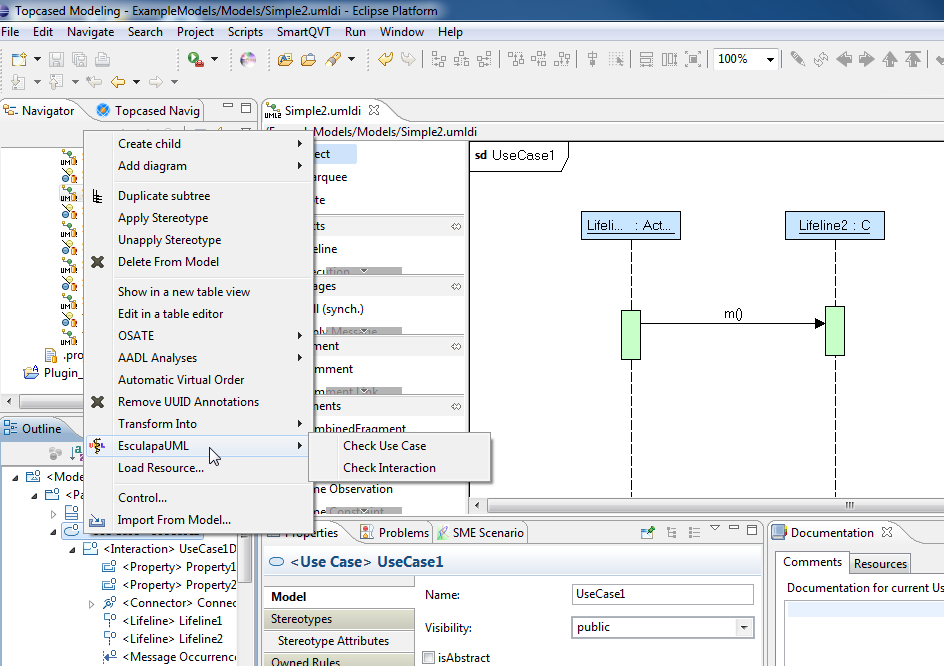 Topcased Modeling - ExampleModels/Models/Simple2.umldi - Eclipse Platform
File Edit Navigate Search Project Scripts SmartQVT Run Window Help
100%
Navigator Topcased Navig
Simple2.umldi
Models/Models/Simple2.umldi
Create child
Add diagram
Duplicate subtree
Apply Stereotype
Unapply Stereotype
Delete From Model
Show in a new table view
Edit in a table editor
OSATE
AADL Analyses
Automatic Virtual Order
Remove UUID Annotations
Transform Into
EsculapaUML
Load Resource...
Control...
Import From Model...
Check Use Case
Check Interaction
ect
arquee
te
ts
eline
ages
ll (synch.)
ment
mment
ments
mbinedFragment
me Observation
sd UseCase1
Lifeli... : Act...
Lifeline2 : C
m()
.pro
Plugin_
Outline
<Mode
<Pa
<Interaction> UseCase1D
<Property> Property1
<Property> Property2
<Connector> Connec
<Lifeline> Lifeline1
<Lifeline> Lifeline2
<Message Occurrenc
Properties Problems SME Scenario
<Use Case> UseCase1
Model
Stereotypes
Stereotype Attributes
Owned Rules
Name: UseCase1
Visibility: public
isAbstract
Documentation
Comments Resources
Documentation for current Us